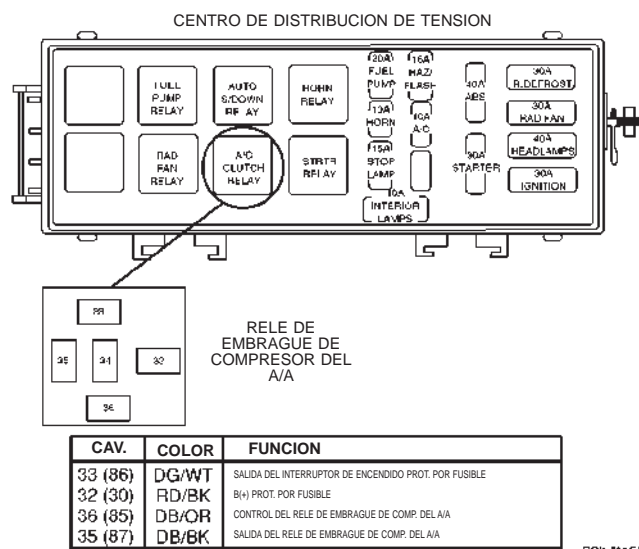 CENTRO DE DISTRIBUCION DE TENSION
FUEL
PUMP
RELAY
AUTO
S/DOWN
RELAY
HORN
RELAY
RAD
FAN
RELAY
A/C
CLUTCH
RELAY
STRTR
RELAY
20A
FUEL
PUMP
HORN
15A
STOP
LAMP
HAZ/
FLASH
10A
A/C
10A
INTERIOR
LAMPS
40A
ABS
STARTER
30A
R.DEFROST
30A
RAD FAN
40A
HEADLAMPS
30A
IGNITION
35
34
32
36
RELE DE
EMBRAGUE DE
COMPRESOR DEL
A/A
CAV. COLOR FUNCION
33 (86) DG/WT SALIDA DEL INTERRUPTOR DE ENCENDIDO PROT. POR FUSIBLE
32 (30) RD/BK B(+) PROT. POR FUSIBLE
36 (85) DB/OR CONTROL DEL RELE DE EMBRAGUE DE COMP. DEL A/A
35 (87) DB/BK SALIDA DEL RELE DE EMBRAGUE DE COMP. DEL A/A